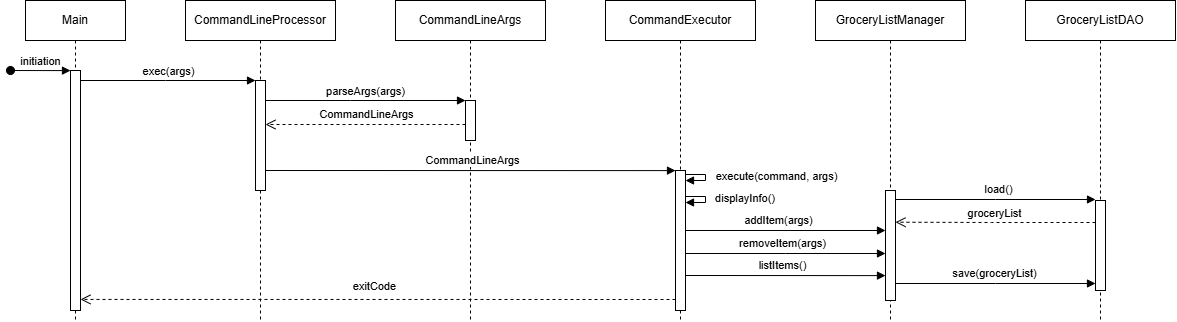 Main
CommandLineProcessor
CommandLineArgs
CommandExecutor
GroceryListManager
GroceryListDAO
initiation
exec(args)
parseArgs(args)
CommandLineArgs
CommandLineArgs
execute(command, args)
displayInfo()
load()
groceryList
addItem(args)
removeItem(args)
listItems()
save(groceryList)
exitCode